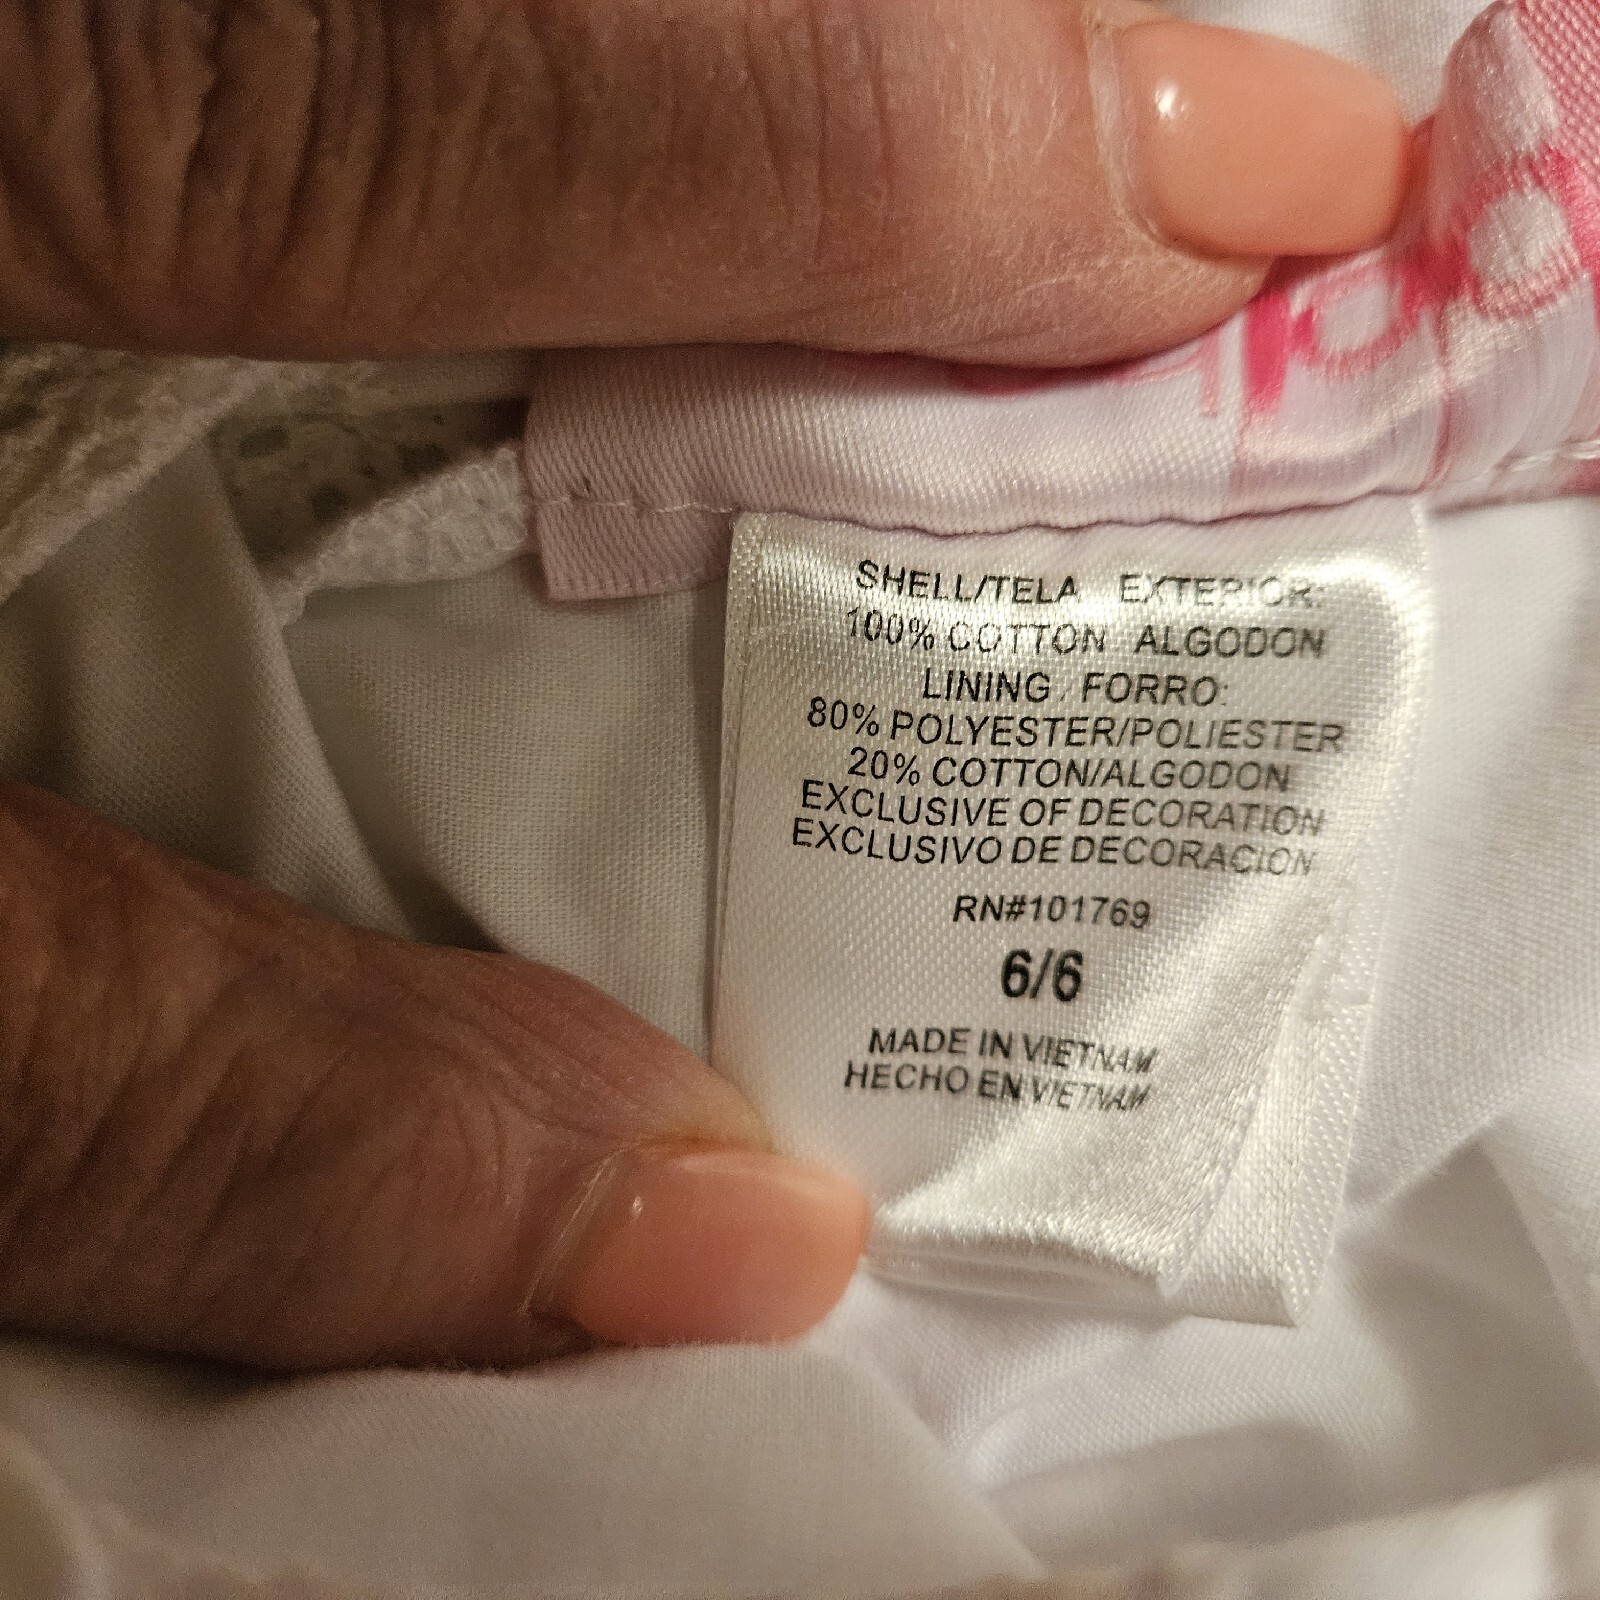 SHELL/TELA EXTERIOR:
100% COTTON ALGODON
LINING / FORRO:
80% POLYESTER/POLIESTER
20% COTTON/ALGODON
EXCLUSIVE OF DECORATION
EXCLUSIVO DE DECORACION
RN#101769
6/6
MADE IN VIETNAM
HECHO EN VIETNAM